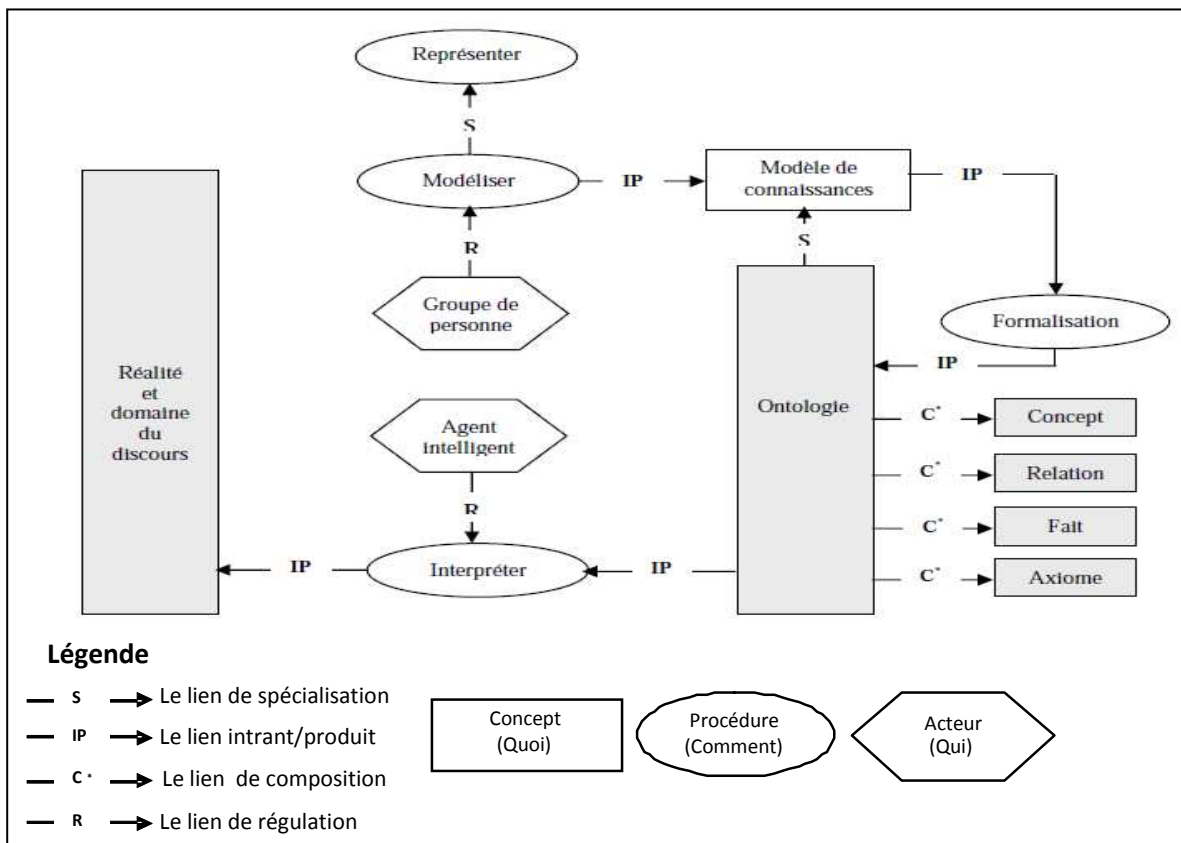 Représenter
S
Modéliser
IP
Modèle de
connaissances
IP
R
S
Groupe de
personne
Formalisation
IP
Réalité
et
domaine
du
discours
Ontologie
Agent
intelligent
C* Concept
C* Relation
R
C* Fait
IP
Interpréter
IP
C* Axiome
Légende
S Le lien de spécialisation
IP Le lien intrant/produit
C* Le lien de composition
R Le lien de régulation
Concept
(Quoi)
Procédure
(Comment)
Acteur
(Qui)